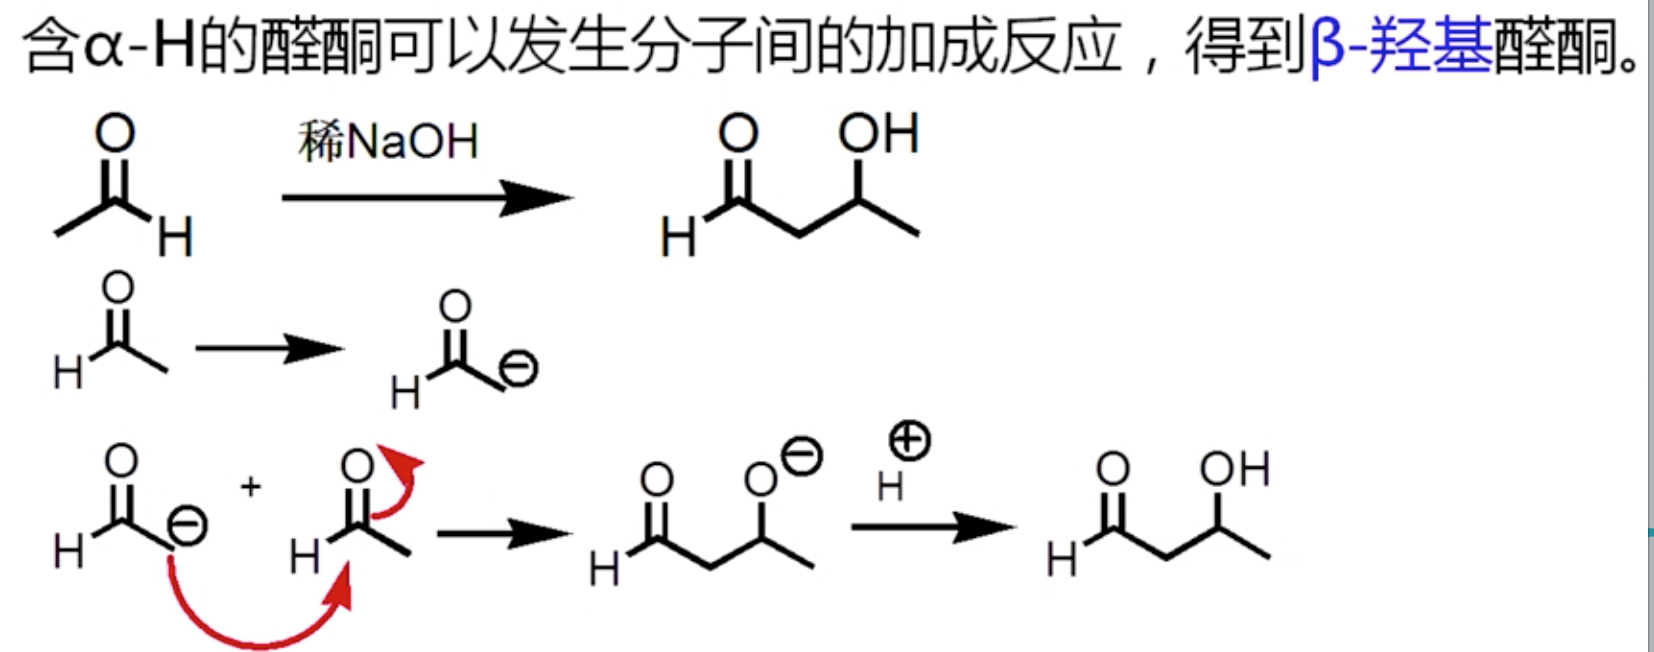 含α-H的醛酮可以发生分子间的加成反应，得到β-羟基醛酮。
O 稀NaOH O OH
H H
O O
H H ⊖
O + O O ⊖ H ⊕ O OH
H ⊖ H H H